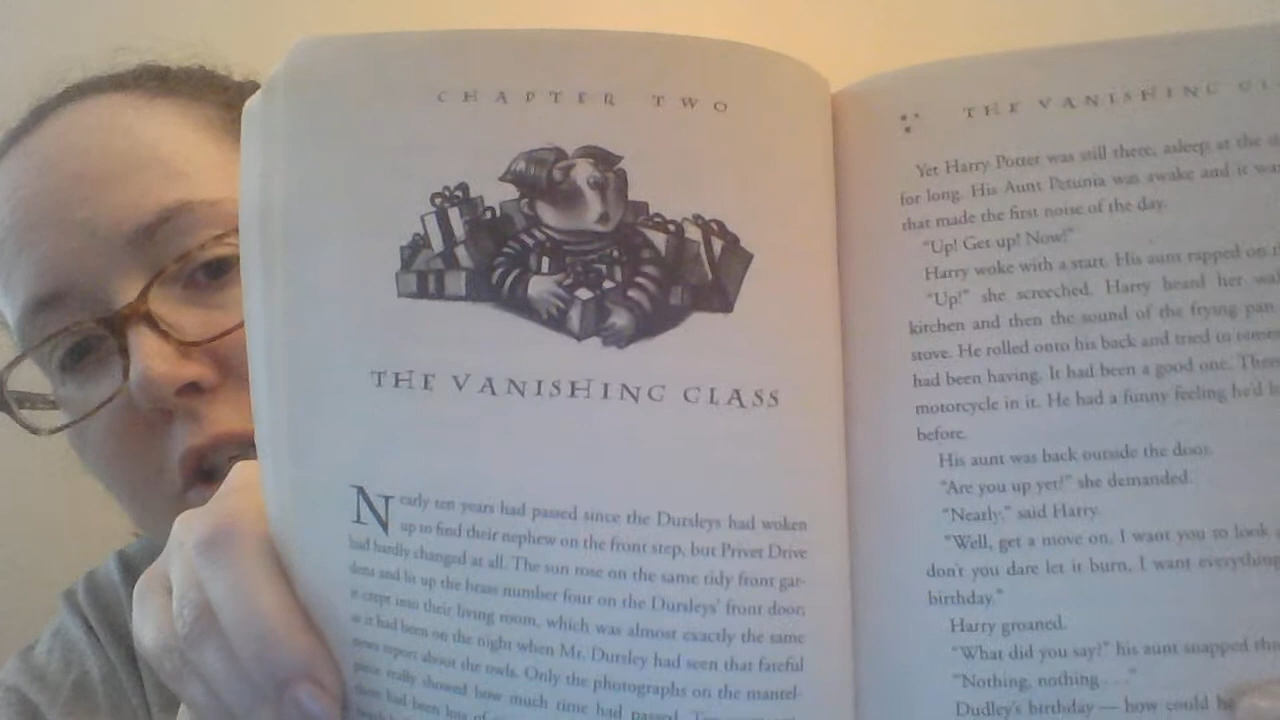 CHAPTER TWO
THE VANISHING GLASS
Nearly ten years had passed since the Dursleys had woken
up to find their nephew on the front step, but Privet Drive
had hardly changed at all. The sun rose on the same tidy front gar-
dens and lit up the brass number four on the Dursleys' front door;
it crept into their living room, which was almost exactly the same
as it had been on the night when Mr. Dursley had seen that fateful
news report about the owls. Only the photographs on the mantel-
piece really showed how much time had passed. Ten
there had been lots of
THE VANISHING
Yet Harry Potter was still there, asleep at the
for long. His Aunt Petunia was awake and it was
that made the first noise of the day.
"Up! Get up! Now!"
Harry woke with a start. His aunt rapped on
"Up!" she screeched. Harry heard her
kitchen and then the sound of the frying pan
stove. He rolled onto his back and tried to
had been having. It had been a good one. There
motorcycle in it. He had a funny feeling he'd
before.
His aunt was back outside the door.
"Are you up yet?" she demanded.
"Nearly," said Harry.
"Well, get a move on, I want you to look
don't you dare let it burn, I want everything
birthday."
Harry groaned.
"What did you say?" his aunt snapped
"Nothing, nothing . . ."
Dudley's birthday — how could he